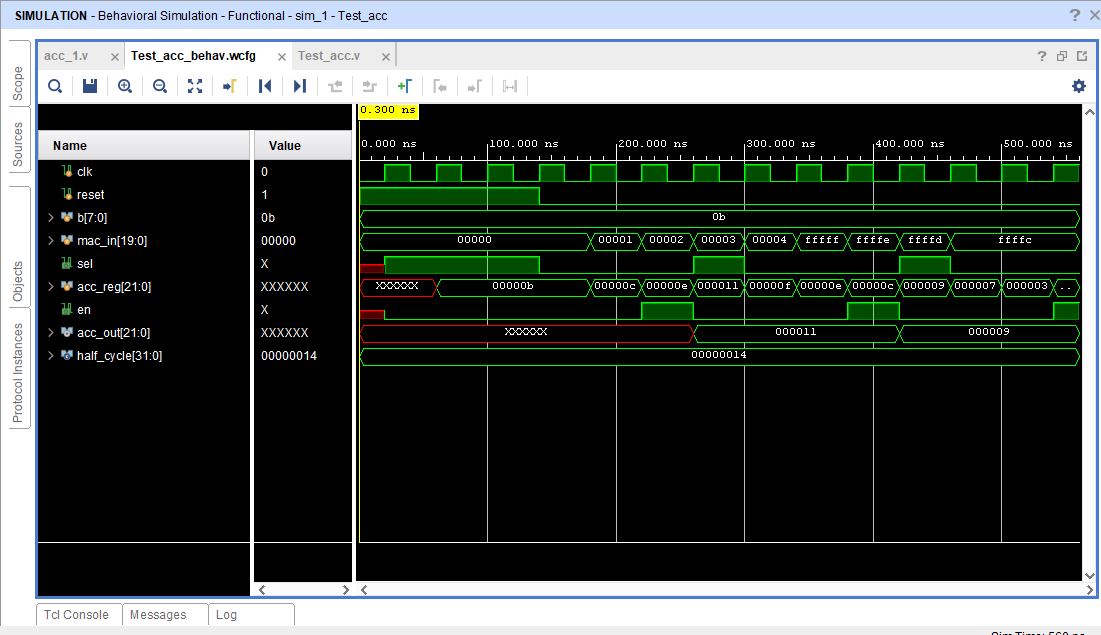 SIMULATION - Behavioral Simulation - Functional - sim_1 - Test_acc
Scope
Sources
Objects
Protocol Instances
acc_1.v
Test_acc_behav.wcfg
Test_acc.v
0.300 ns
Name Value
0.000 ns 100.000 ns 200.000 ns 300.000 ns 400.000 ns 500.000 ns
clk 0
reset 1
b[7:0] 0b 0b
mac_in[19:0] 00000 00000 00001 00002 00003 00004 fffff ffffe ffffd ffffc
sel X
acc_reg[21:0] XXXXXX XXXXXX 00000b 00000c 00000e 000011 00000f 00000e 00000c 000009 000007 000003 ..
en X
acc_out[21:0] XXXXXX XXXXXX 000011 000009
half_cycle[31:0] 00000014 00000014
Tcl Console Messages Log